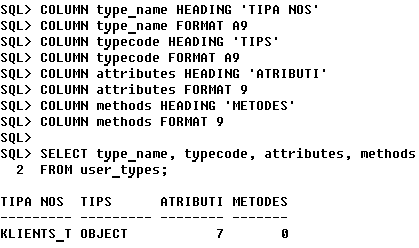 SQL> COLUMN type_name HEADING 'TIPA NOS'
SQL> COLUMN type_name FORMAT A9
SQL> COLUMN typecode HEADING 'TIPS'
SQL> COLUMN typecode FORMAT A9
SQL> COLUMN attributes HEADING 'ATRIBUTI'
SQL> COLUMN attributes FORMAT 9
SQL> COLUMN methods HEADING 'METODES'
SQL> COLUMN methods FORMAT 9
SQL>
SQL> SELECT type_name, typecode, attributes, methods
  2  FROM user_types;

TIPA NOS  TIPS      ATRIBUTI METODES
--------- --------- -------- -------
KLIENTS_T OBJECT           7       0